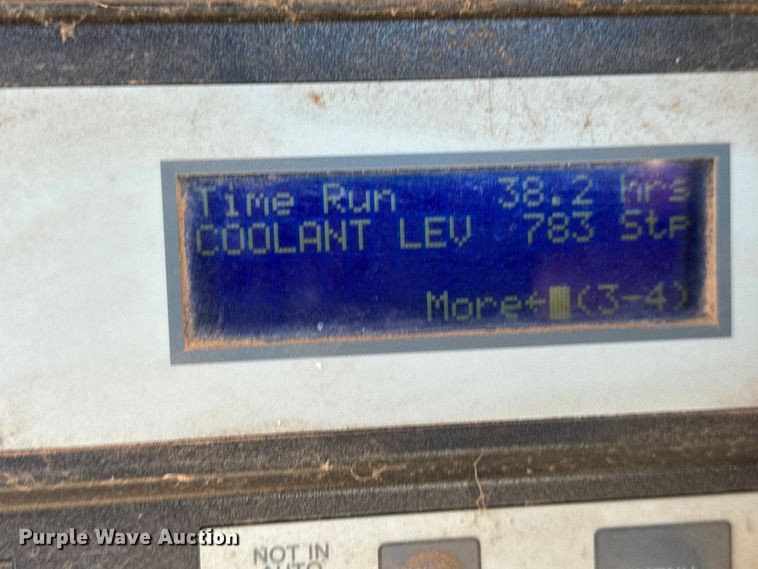 Time Run 38.2 hrs
COOLANT LEV 783 Stp
More←(3-4)
Purple Wave Auction
NOT IN
AUTO